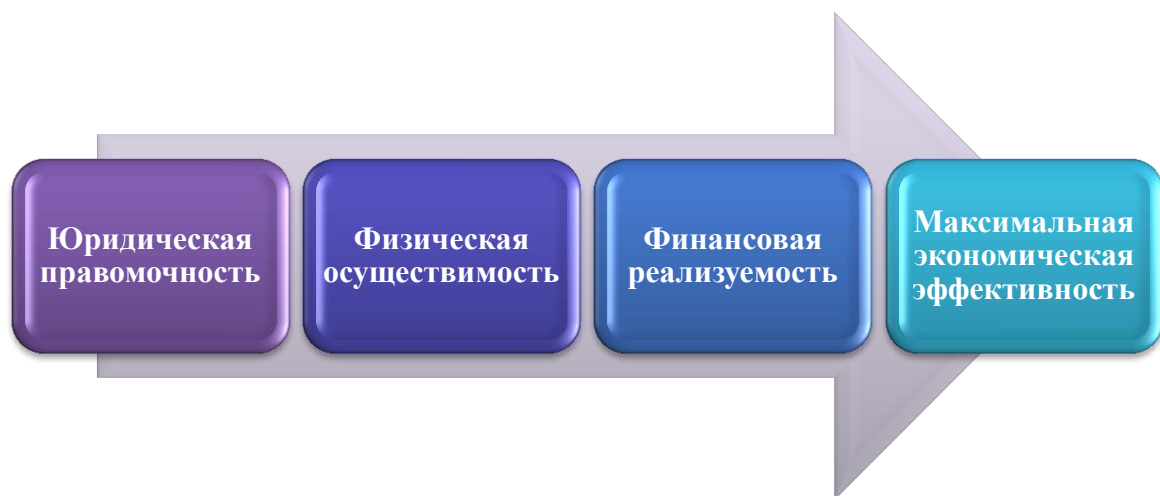 Юридическая
правомочность
Физическая
осуществимость
Финансовая
реализуемость
Максимальная
экономическая
эффективность